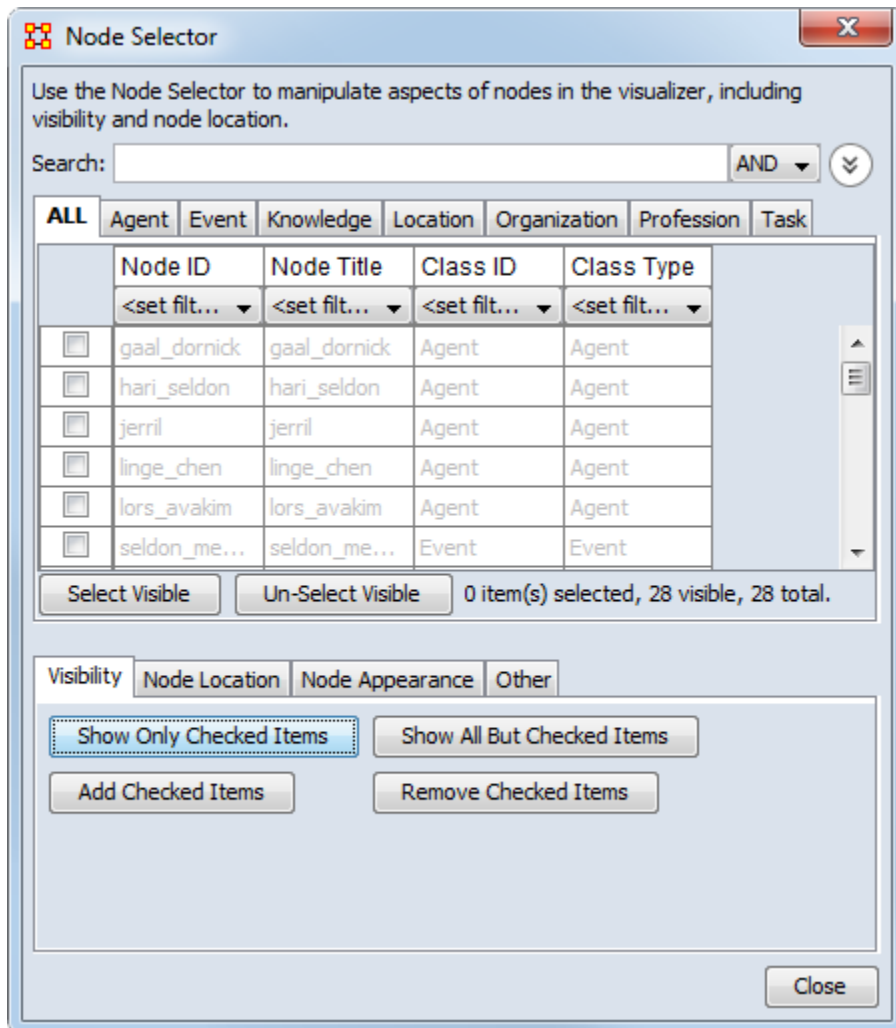 Node Selector
Use the Node Selector to manipulate aspects of nodes in the visualizer, including
visibility and node location.
Search: AND
ALL Agent Event Knowledge Location Organization Profession Task
Node ID Node Title Class ID Class Type
<set filt... <set filt... <set filt... <set filt...
gaal_dornick gaal_dornick Agent Agent
hari_seldon hari_seldon Agent Agent
jerril jerril Agent Agent
linge_chen linge_chen Agent Agent
lors_avakim lors_avakim Agent Agent
seldon_me... seldon_me... Event Event
Select Visible Un-Select Visible 0 item(s) selected, 28 visible, 28 total.
Visibility Node Location Node Appearance Other
Show Only Checked Items Show All But Checked Items
Add Checked Items Remove Checked Items
Close